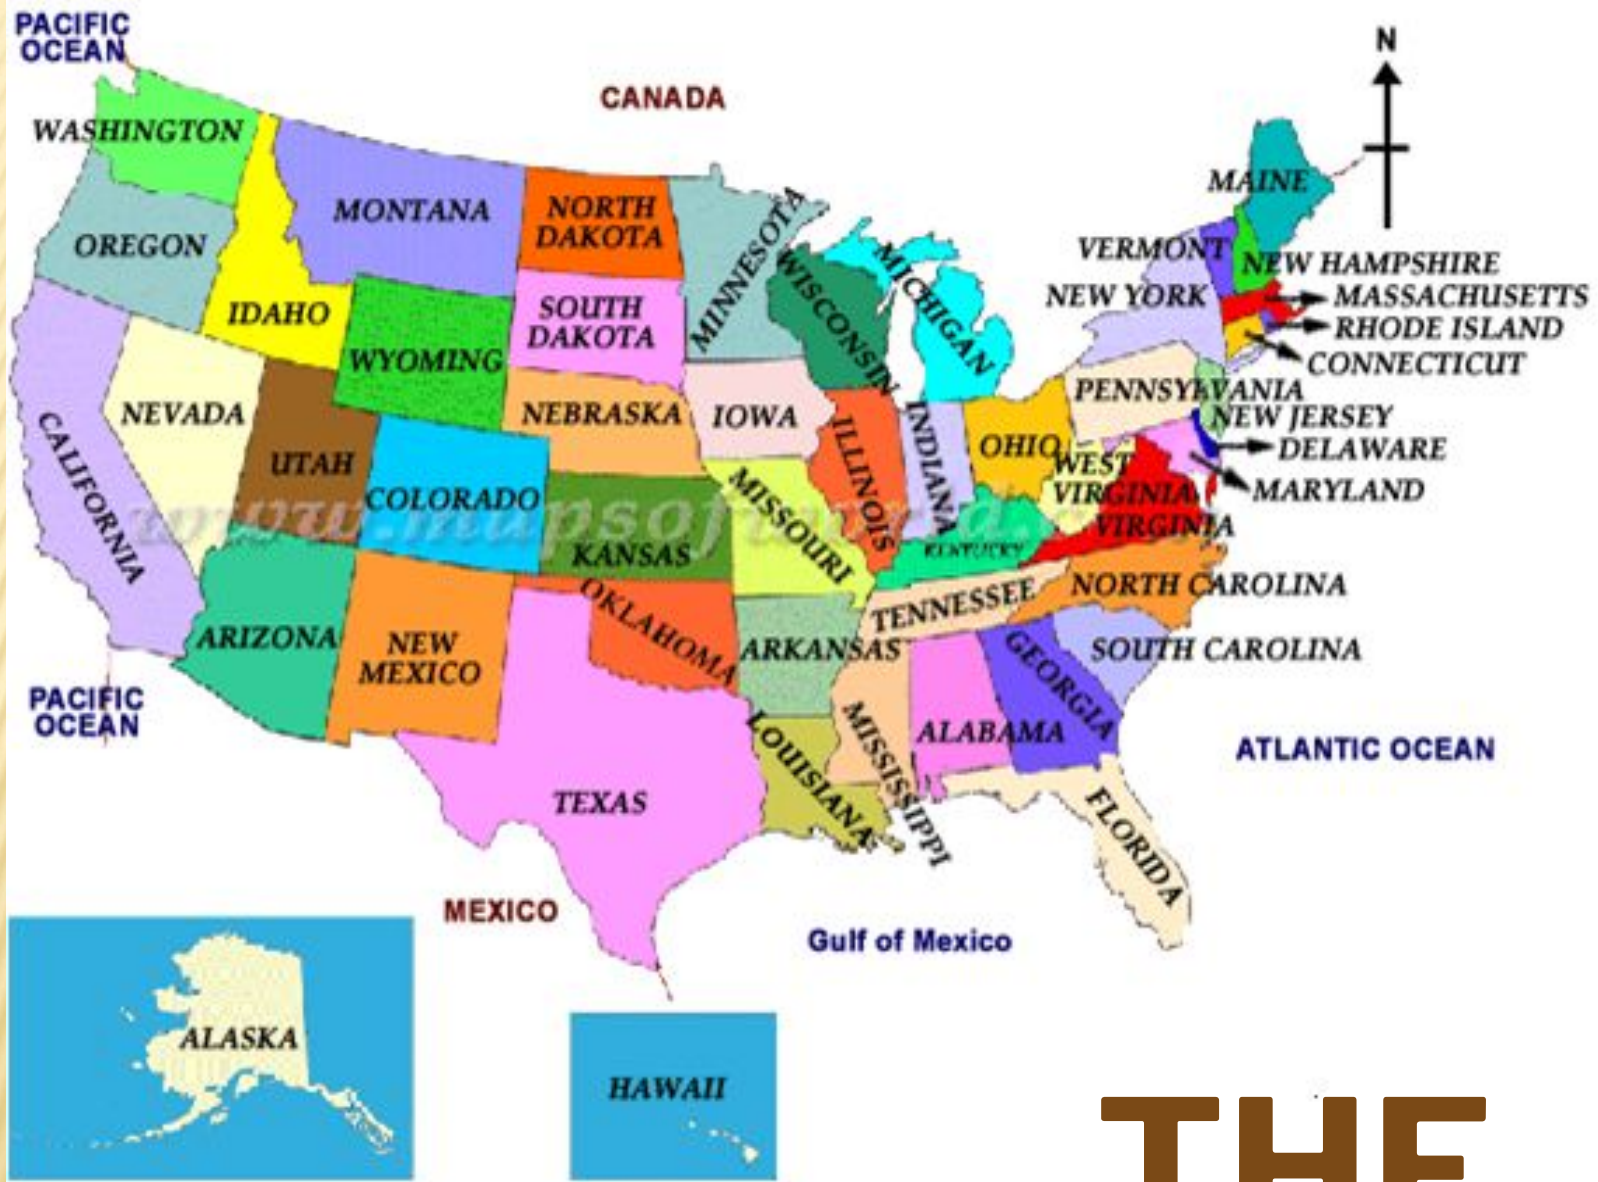 PACIFIC
OCEAN
CANADA
N
WASHINGTON
MONTANA
NORTH
DAKOTA
MINNESOTA
MAINE
OREGON
IDAHO
WYOMING
SOUTH
DAKOTA
WISCONSIN
MICHIGAN
VERMONT
NEW HAMPSHIRE
NEW YORK
MASSACHUSETTS
RHODE ISLAND
CONNECTICUT
CALIFORNIA
NEVADA
UTAH
COLORADO
NEBRASKA
IOWA
ILLINOIS
INDIANA
OHIO
PENNSYLVANIA
NEW JERSEY
DELAWARE
MARYLAND
WEST
VIRGINIA
VIRGINIA
www.mapsofworld.
KANSAS
MISSOURI
KENTUCKY
ARIZONA
NEW
MEXICO
OKLAHOMA
ARKANSAS
TENNESSEE
NORTH CAROLINA
SOUTH CAROLINA
PACIFIC
OCEAN
TEXAS
LOUISIANA
MISSISSIPPI
ALABAMA
GEORGIA
FLORIDA
ATLANTIC OCEAN
MEXICO
Gulf of Mexico
ALASKA
HAWAII
THE